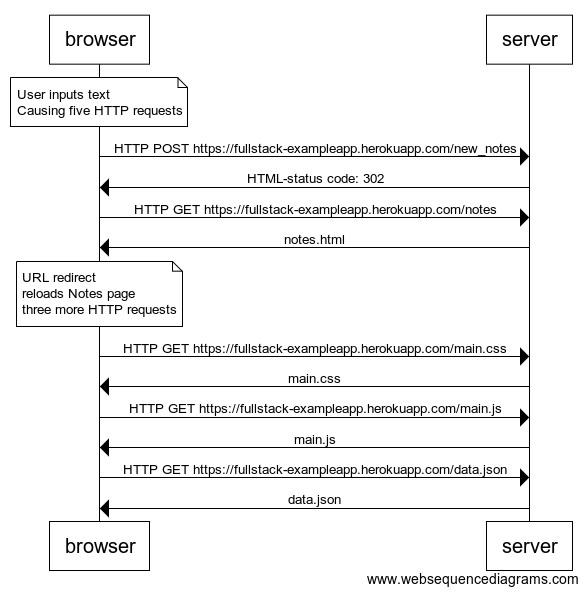 browser
server
User inputs text
Causing five HTTP requests
HTTP POST https://fullstack-exampleapp.herokuapp.com/new_notes
HTML-status code: 302
HTTP GET https://fullstack-exampleapp.herokuapp.com/notes
notes.html
URL redirect
reloads Notes page
three more HTTP requests
HTTP GET https://fullstack-exampleapp.herokuapp.com/main.css
main.css
HTTP GET https://fullstack-exampleapp.herokuapp.com/main.js
main.js
HTTP GET https://fullstack-exampleapp.herokuapp.com/data.json
data.json
browser
server
www.websequencediagrams.com